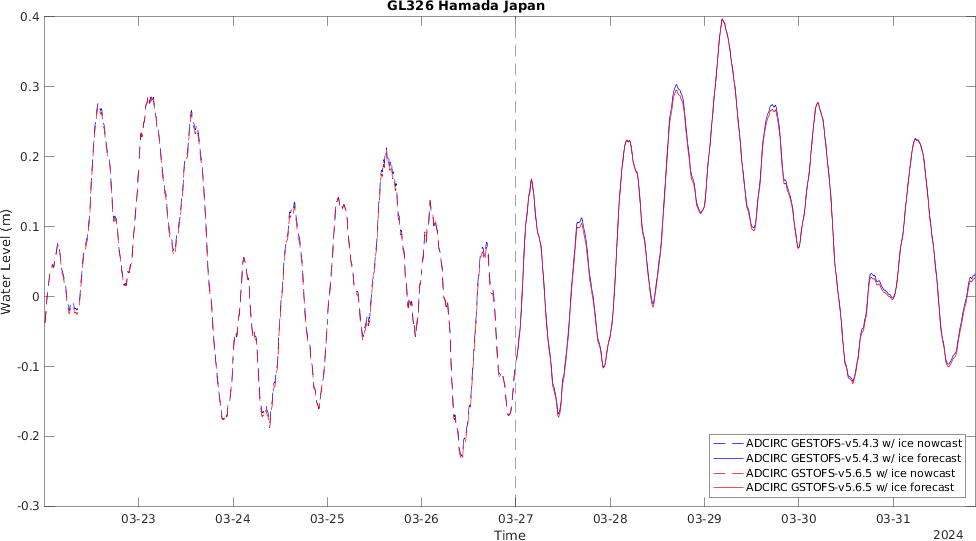 GL326 Hamada Japan
0.4
0.3
0.2
0.1
0
-0.1
-0.2
-0.3
Water Level (m)
03-23 03-24 03-25 03-26 03-27 03-28 03-29 03-30 03-31
Time
2024
ADCIRC GESTOFS-v5.4.3 w/ ice nowcast
ADCIRC GESTOFS-v5.4.3 w/ ice forecast
ADCIRC GSTOFS-v5.6.5 w/ ice nowcast
ADCIRC GSTOFS-v5.6.5 w/ ice forecast